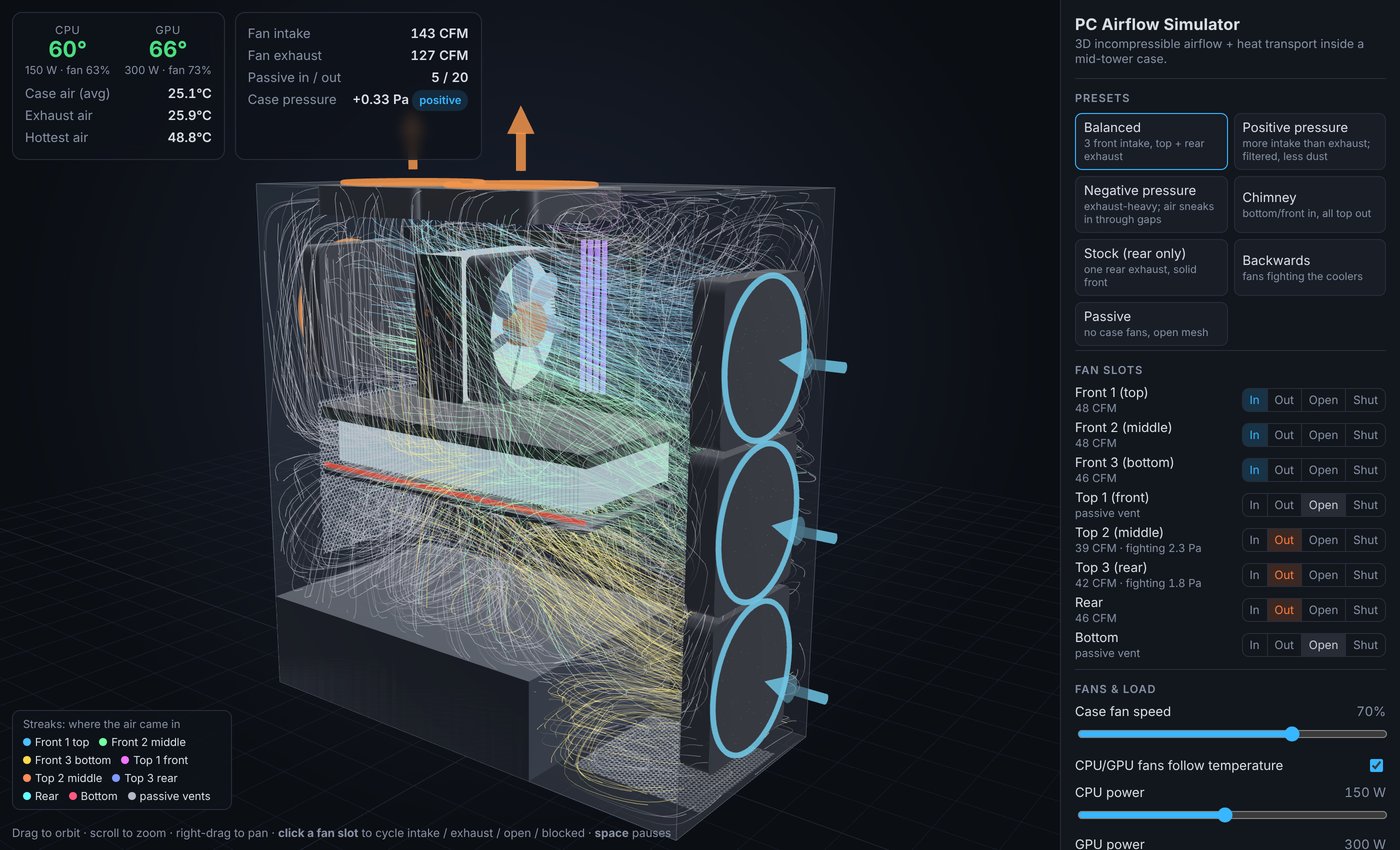 CPU GPU
60° 66°
150 W · fan 63% 300 W · fan 73%
Case air (avg) 25.1°C
Exhaust air 25.9°C
Hottest air 48.8°C
Fan intake 143 CFM
Fan exhaust 127 CFM
Passive in / out 5 / 20
Case pressure +0.33 Pa positive
Streaks: where the air came in
Front 1 top Front 2 middle
Front 3 bottom Top 1 front
Top 2 middle Top 3 rear
Rear Bottom passive vents
Drag to orbit · scroll to zoom · right-drag to pan · click a fan slot to cycle intake / exhaust / open / blocked · space pauses
PC Airflow Simulator
3D incompressible airflow + heat transport inside a
mid-tower case.
PRESETS
Balanced
3 front intake, top + rear
exhaust
Positive pressure
more intake than exhaust;
filtered, less dust
Negative pressure
exhaust-heavy; air sneaks
in through gaps
Chimney
bottom/front in, all top out
Stock (rear only)
one rear exhaust, solid
front
Backwards
fans fighting the coolers
Passive
no case fans, open mesh
FAN SLOTS
Front 1 (top)
48 CFM
In Out Open Shut
Front 2 (middle)
48 CFM
In Out Open Shut
Front 3 (bottom)
46 CFM
In Out Open Shut
Top 1 (front)
passive vent
In Out Open Shut
Top 2 (middle)
39 CFM · fighting 2.3 Pa
In Out Open Shut
Top 3 (rear)
42 CFM · fighting 1.8 Pa
In Out Open Shut
Rear
46 CFM
In Out Open Shut
Bottom
passive vent
In Out Open Shut
FANS & LOAD
Case fan speed 70%
CPU/GPU fans follow temperature
CPU power 150 W
GPU power 300 W